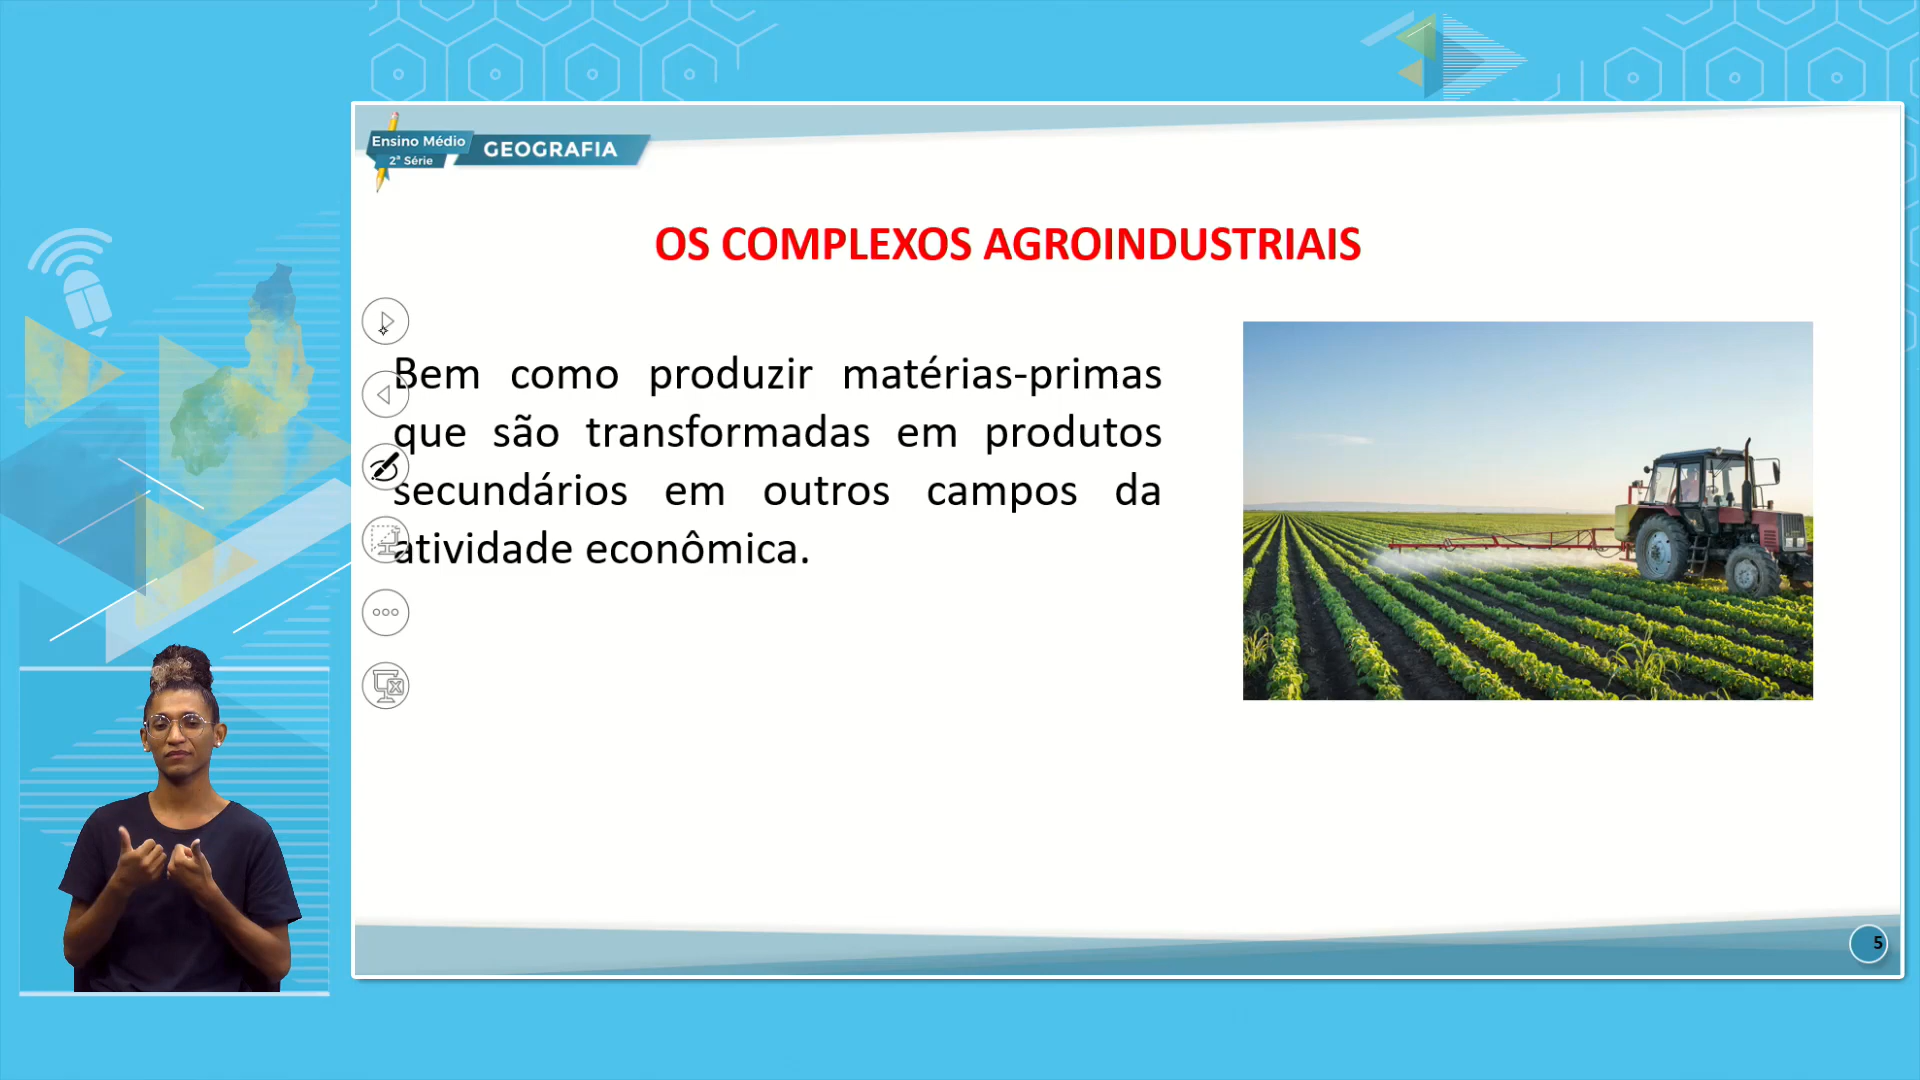 Ensino Médio
2ª Série
GEOGRAFIA
OS COMPLEXOS AGROINDUSTRIAIS
Bem como produzir matérias-primas
que são transformadas em produtos
secundários em outros campos da
atividade econômica.
5